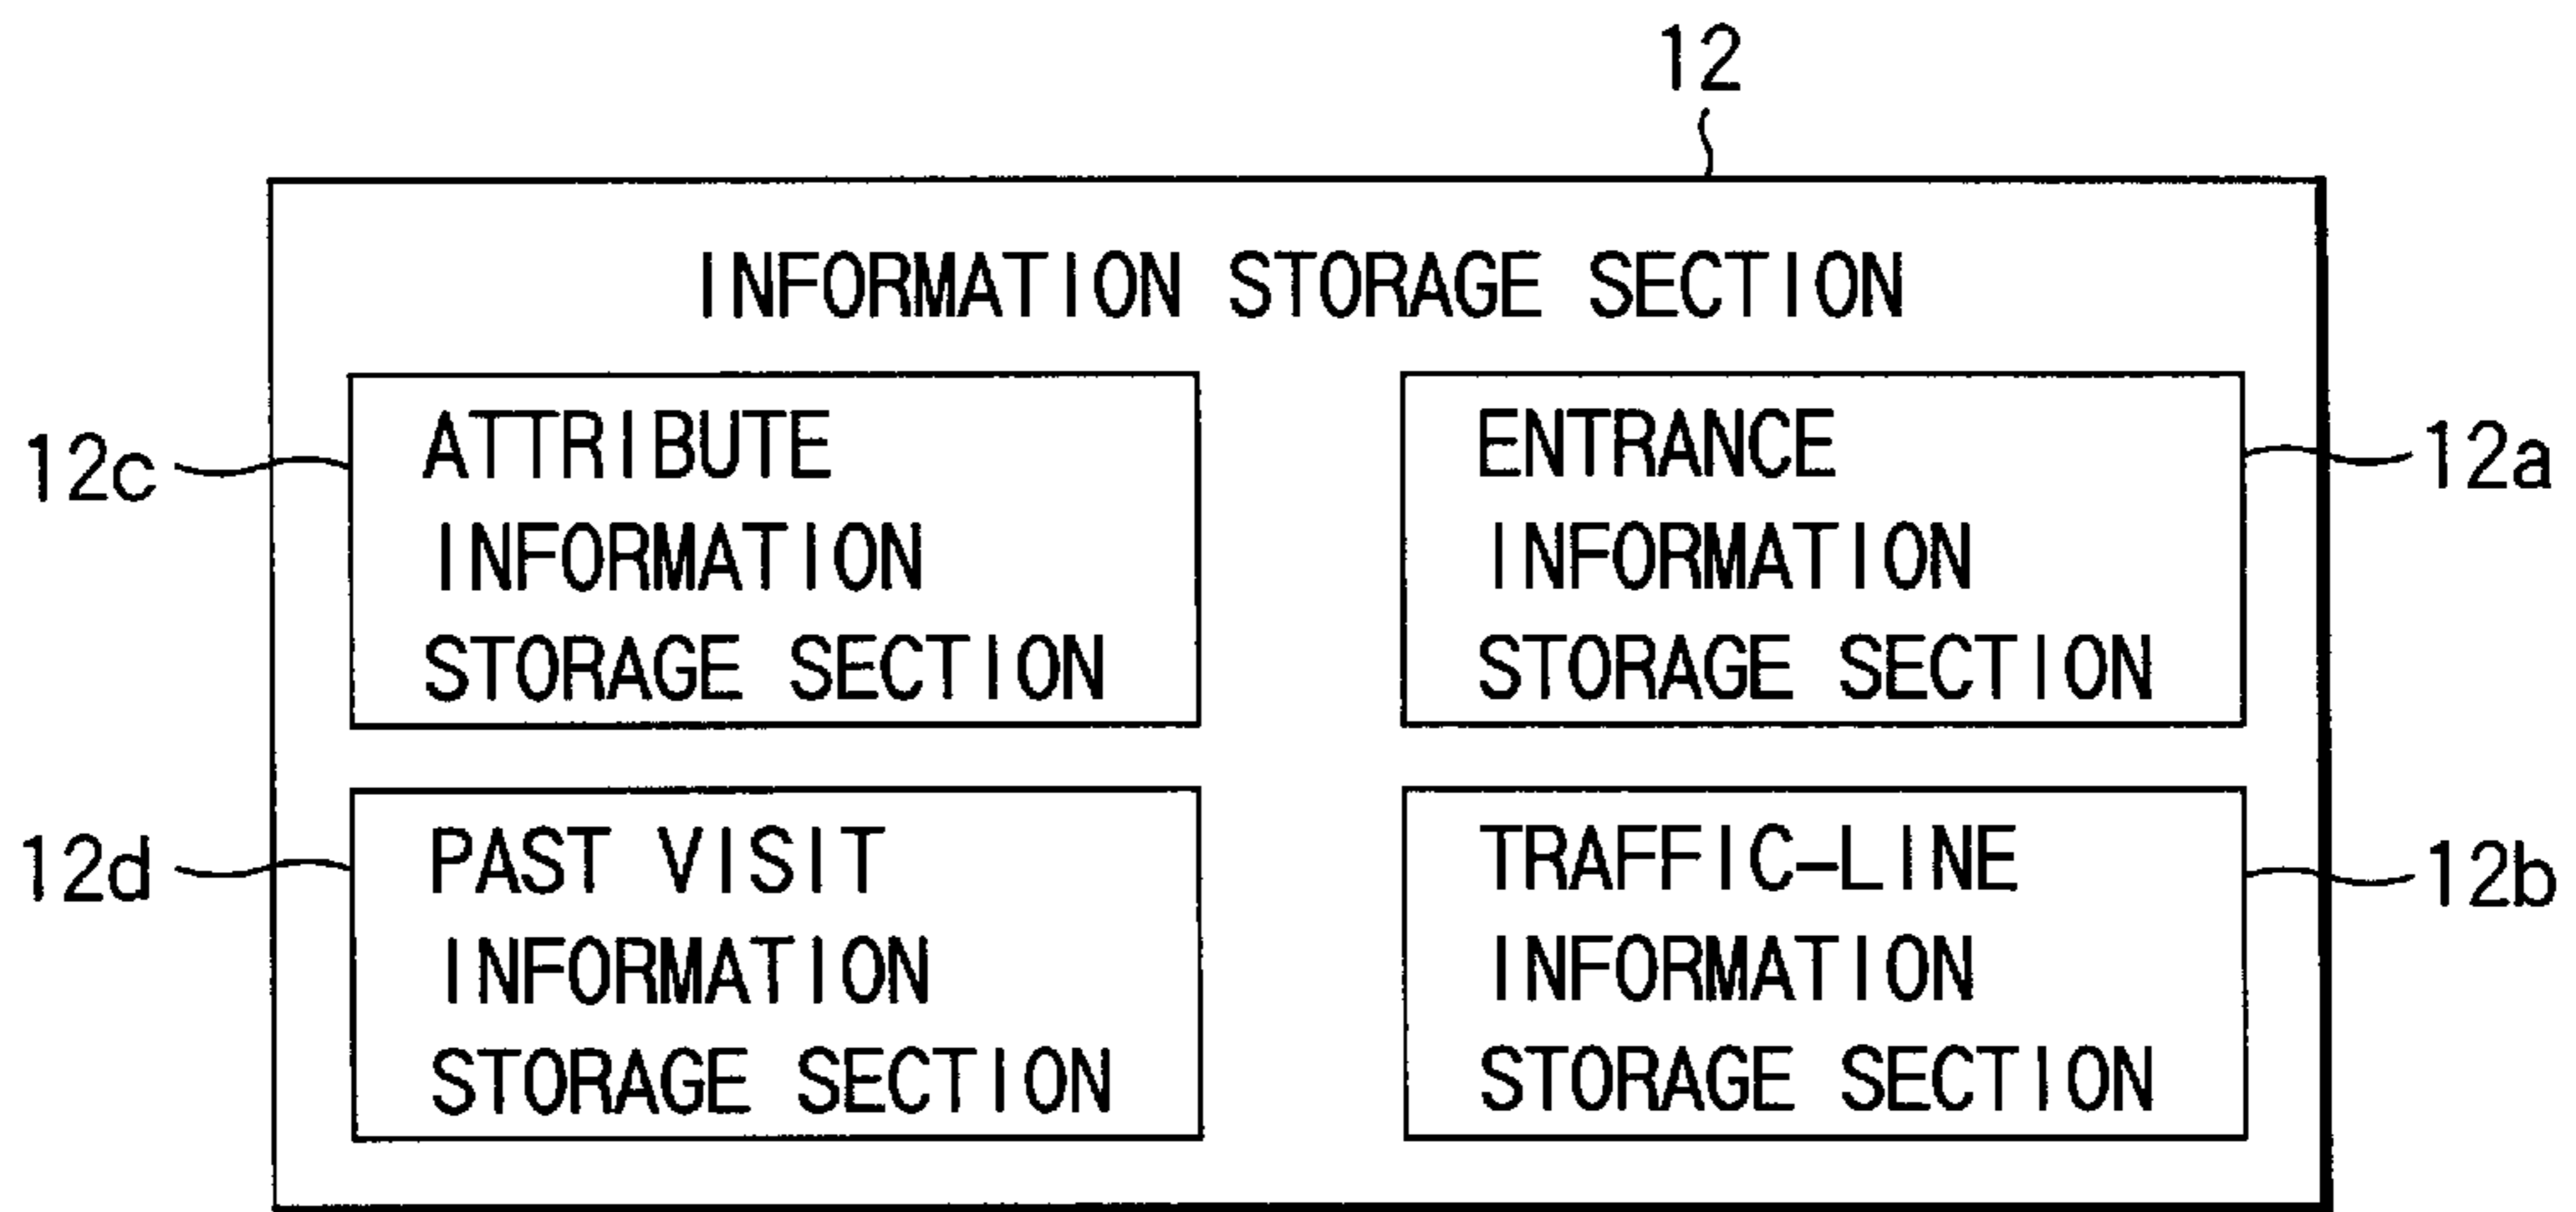 12
INFORMATION STORAGE SECTION
12c
ATTRIBUTE
INFORMATION
STORAGE SECTION
ENTRANCE
INFORMATION
STORAGE SECTION
12a
12d
PAST VISIT
INFORMATION
STORAGE SECTION
TRAFFIC-LINE
INFORMATION
STORAGE SECTION
12b